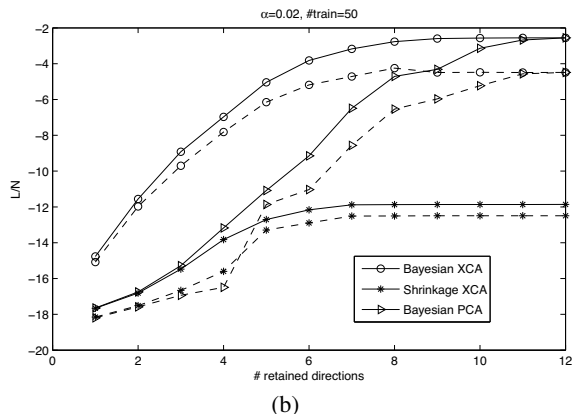 α=0.02, #train=50
-2
-4
-6
-8
-10
-12
-14
-16
-18
-20
L/N
0
2
4
6
8
10
12
# retained directions
Bayesian XCA
Shrinkage XCA
Bayesian PCA
(b)